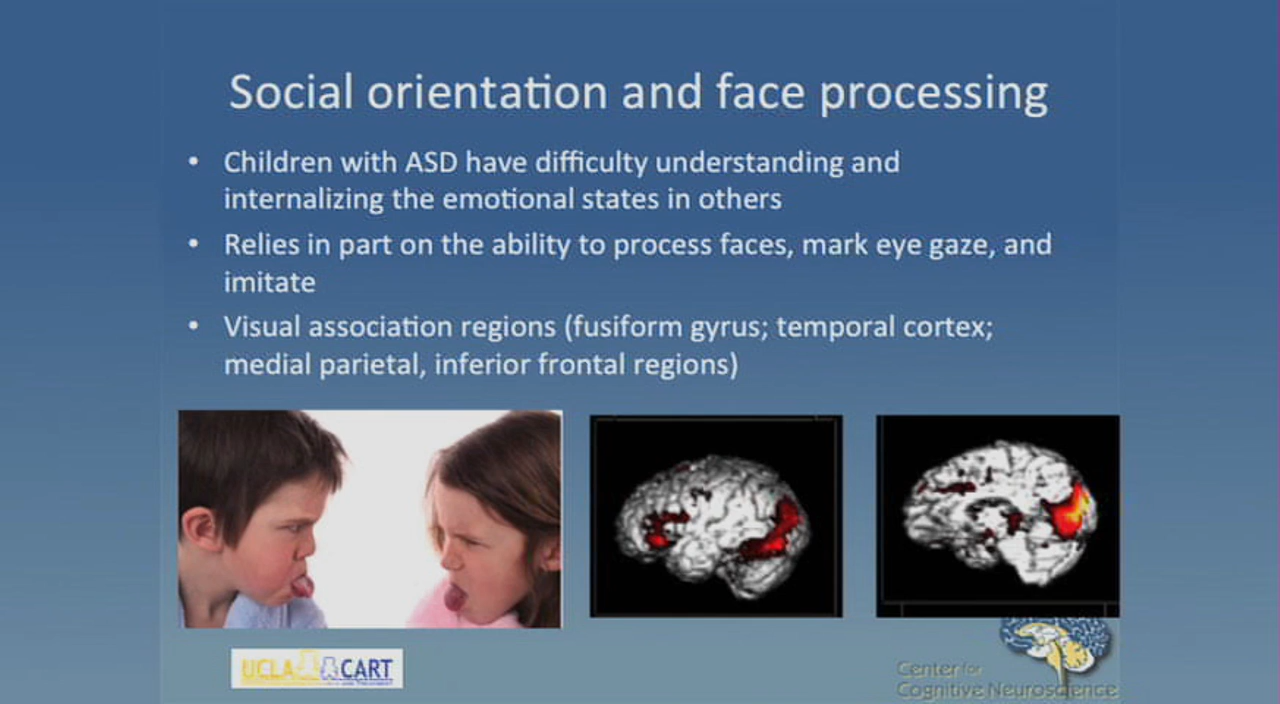 Social orientation and face processing
• Children with ASD have difficulty understanding and
internalizing the emotional states in others
• Relies in part on the ability to process faces, mark eye gaze, and
imitate
• Visual association regions (fusiform gyrus; temporal cortex;
medial parietal, inferior frontal regions)
UCLA CART
Center for
Cognitive Neuroscience